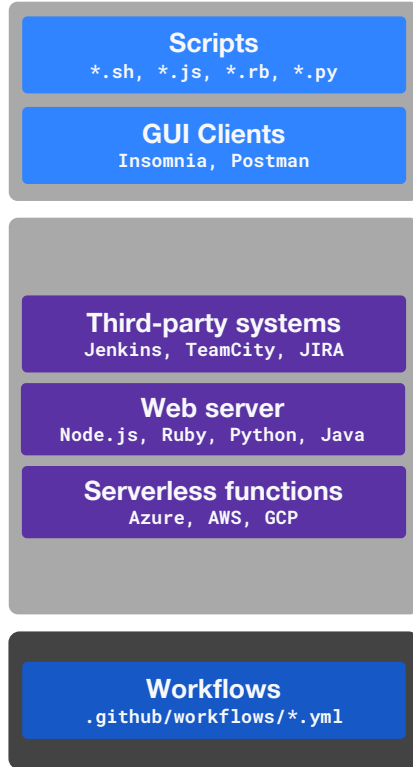 Scripts
*.sh, *.js, *.rb, *.py
GUI Clients
Insomnia, Postman
Third-party systems
Jenkins, TeamCity, JIRA
Web server
Node.js, Ruby, Python, Java
Serverless functions
Azure, AWS, GCP
Workflows
.github/workflows/*.yml